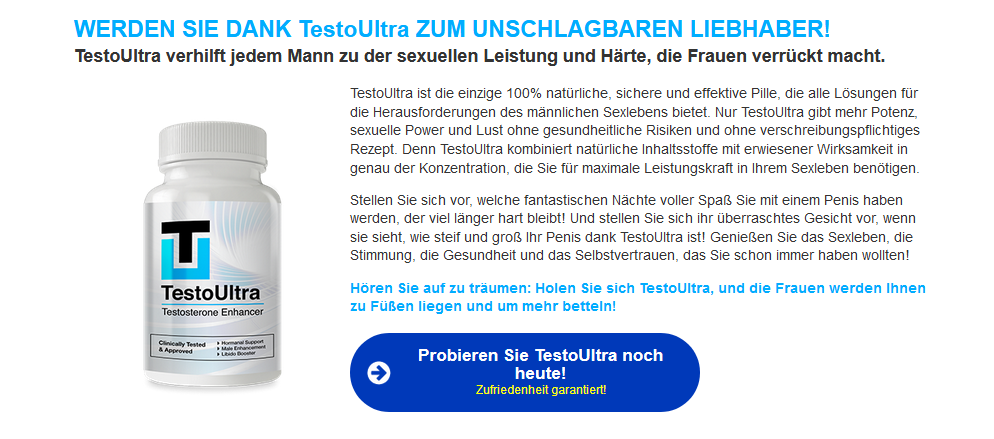 WERDEN SIE DANK TestoUltra ZUM UNSCHLAGBAREN LIEBHABER!
TestoUltra verhilft jedem Mann zu der sexuellen Leistung und Härte, die Frauen verrückt macht.
TestoUltra ist die einzige 100% natürliche, sichere und effektive Pille, die alle Lösungen für
die Herausforderungen des männlichen Sexlebens bietet. Nur TestoUltra gibt mehr Potenz,
sexuelle Power und Lust ohne gesundheitliche Risiken und ohne verschreibungspflichtiges
Rezept. Denn TestoUltra kombiniert natürliche Inhaltsstoffe mit erwiesener Wirksamkeit in
genau der Konzentration, die Sie für maximale Leistungskraft in Ihrem Sexleben benötigen.
Stellen Sie sich vor, welche fantastischen Nächte voller Spaß Sie mit einem Penis haben
werden, der viel länger hart bleibt! Und stellen Sie sich ihr überraschtes Gesicht vor, wenn
sie sieht, wie steif und groß Ihr Penis dank TestoUltra ist! Genießen Sie das Sexleben, die
Stimmung, die Gesundheit und das Selbstvertrauen, das Sie schon immer haben wollten!
Hören Sie auf zu träumen: Holen Sie sich TestoUltra, und die Frauen werden Ihnen
zu Füßen liegen und um mehr betteln!
Probieren Sie TestoUltra noch
heute!
Zufriedenheit garantiert!
TU
TestoUltra
Testosterone Enhancer
Clinically Tested
& Approved
Hormonal Support
Male Enhancement
Libido Booster